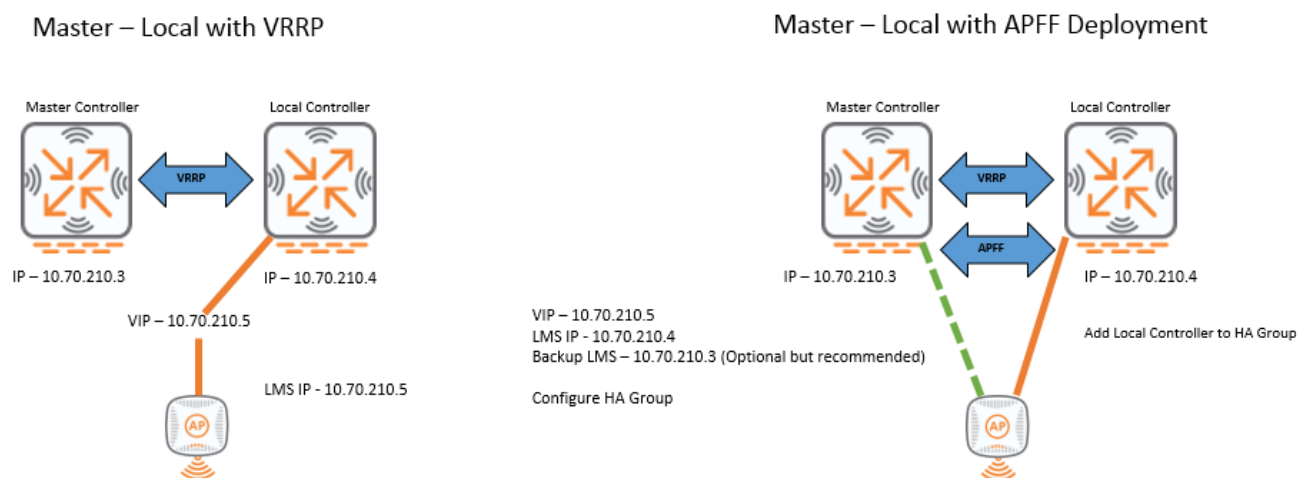 Master – Local with VRRP
Master Controller
Local Controller
VRRP
IP – 10.70.210.3
IP – 10.70.210.4
VIP – 10.70.210.5
LMS IP - 10.70.210.5
AP
Master – Local with APFF Deployment
Master Controller
Local Controller
VRRP
APFF
IP – 10.70.210.3
IP – 10.70.210.4
VIP – 10.70.210.5
LMS IP - 10.70.210.4
Backup LMS – 10.70.210.3 (Optional but recommended)
Configure HA Group
Add Local Controller to HA Group
AP